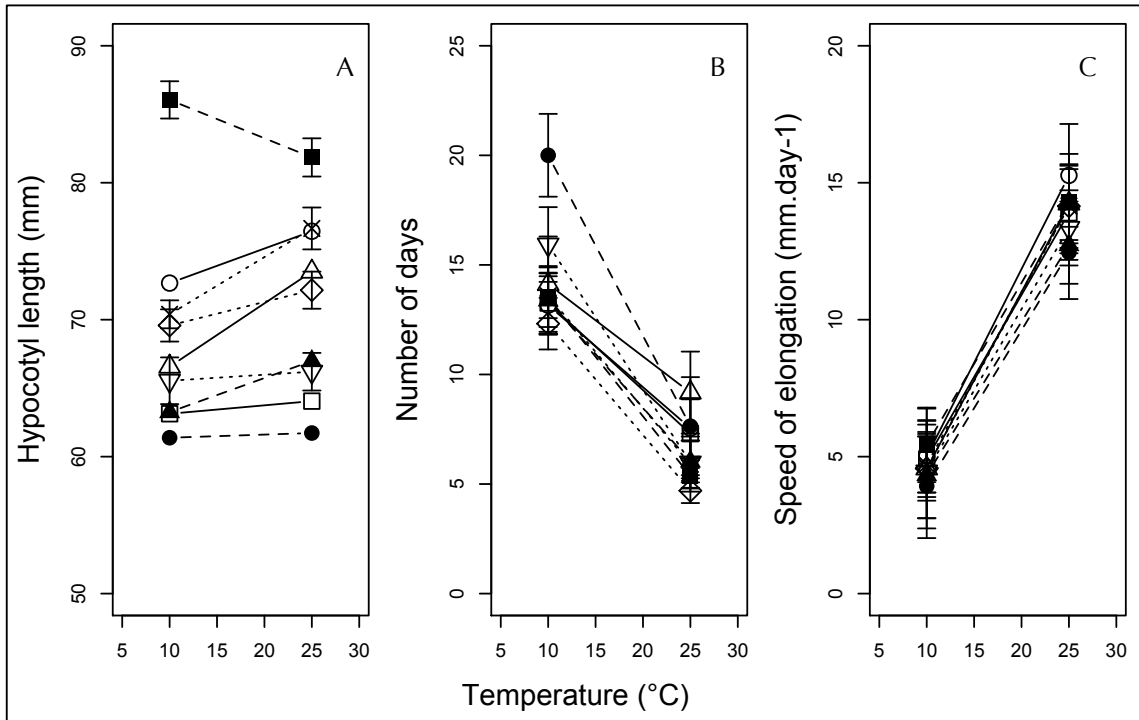 A
B
C
Hypocotyl length (mm)
90
80
70
60
50
5 10 15 20 25 30
Number of days
25
20
15
10
5
0
5 10 15 20 25 30
Speed of elongation (mm.day-1)
20
15
10
5
0
5 10 15 20 25 30
Temperature (°C)